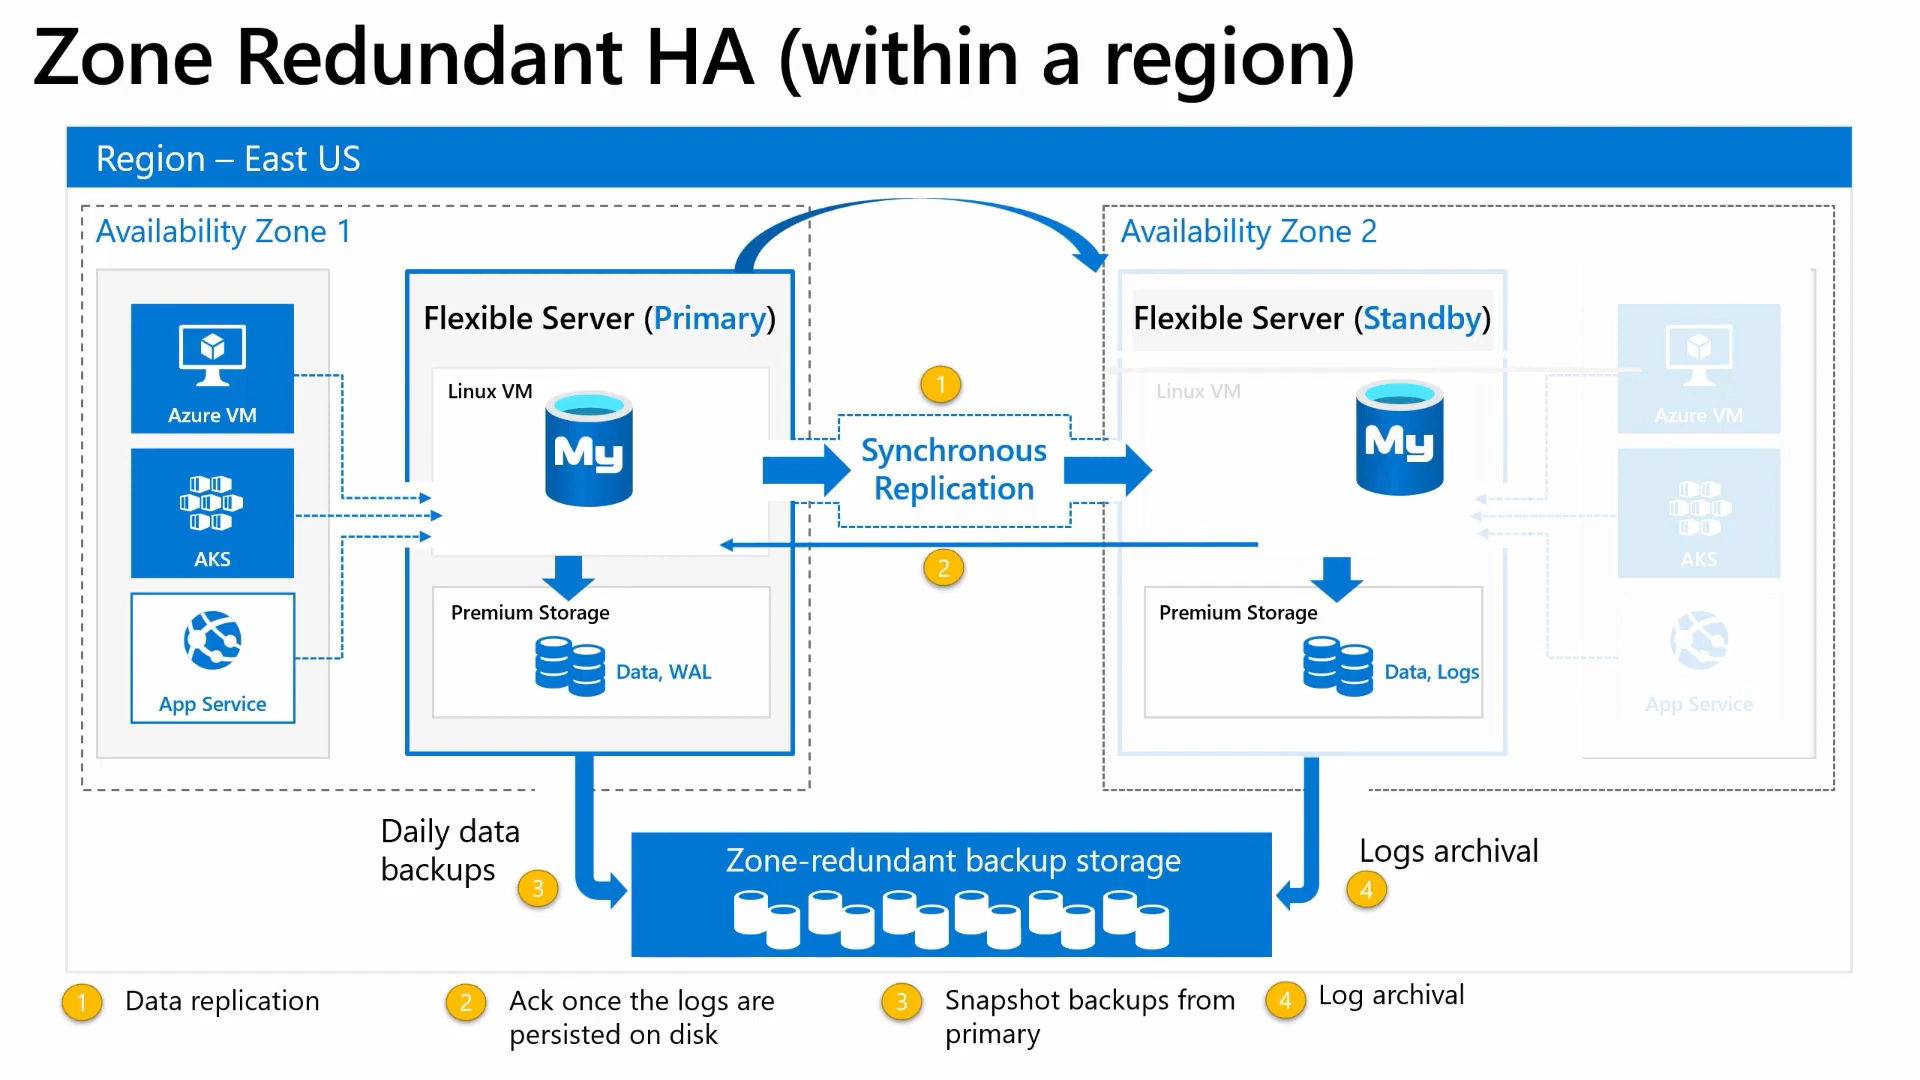 Zone Redundant HA (within a region)
Region – East US
Availability Zone 1
Azure VM
AKS
App Service
Flexible Server (Primary)
Linux VM
My
Premium Storage
Data, WAL
1
Synchronous
Replication
2
Availability Zone 2
Flexible Server (Standby)
Linux VM
My
Premium Storage
Data, Logs
Azure VM
AKS
App Service
Daily data
backups
3
Zone-redundant backup storage
Logs archival
4
1 Data replication
2 Ack once the logs are
persisted on disk
3 Snapshot backups from
primary
4 Log archival